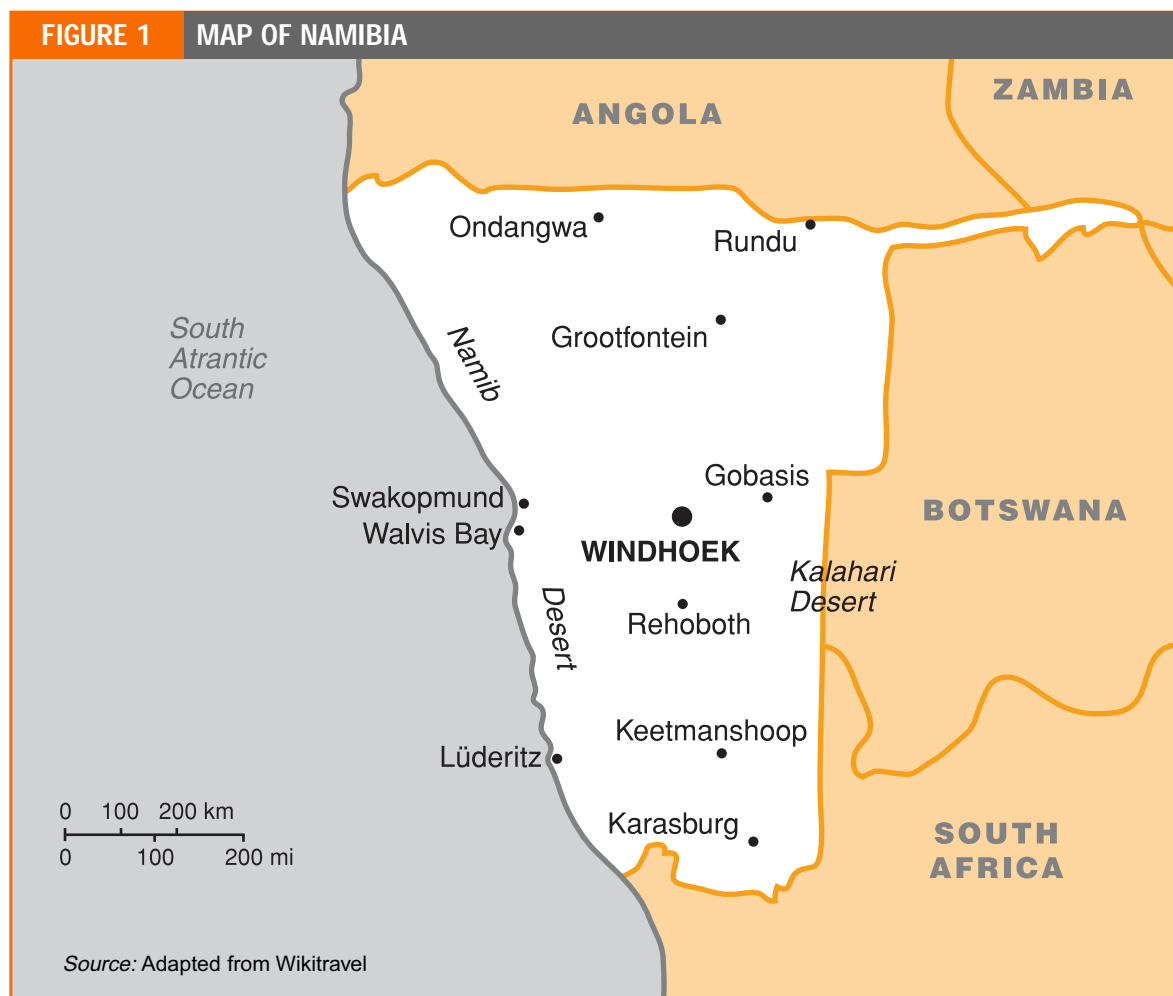 FIGURE 1 MAP OF NAMIBIA
ANGOLA
ZAMBIA
Ondangwa
Rundu
Grootfontein
South
Atrantic
Ocean
Namib
Desert
Swakopmund
Walvis Bay
Gobasis
WINDHOEK
BOTSWANA
Kalahari
Desert
Rehoboth
Keetmanshoop
Lüderitz
Karasburg
SOUTH
AFRICA
0 100 200 km
0 100 200 mi
Source: Adapted from Wikitravel